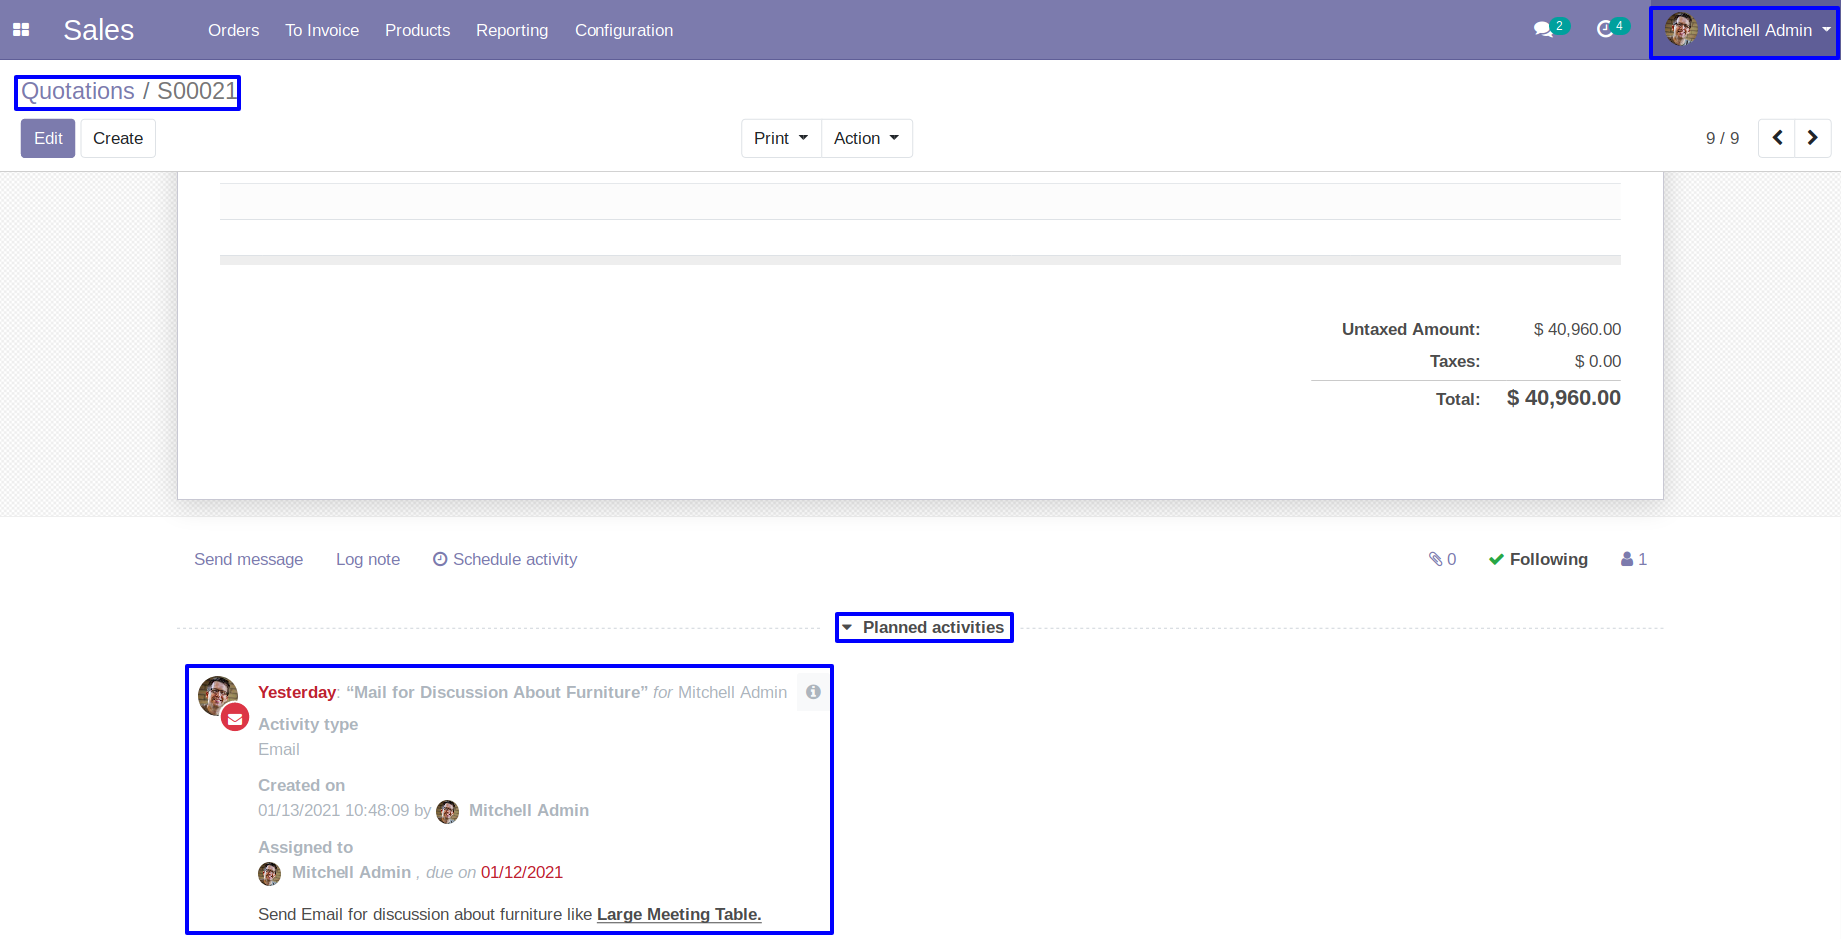 Sales Orders To Invoice Products Reporting Configuration 2 4 Mitchell Admin
Quotations / S00021
Edit Create Print Action 9 / 9
Untaxed Amount: $ 40,960.00
Taxes: $ 0.00
Total: $ 40,960.00
Send message Log note Schedule activity 0 Following 1
Planned activities
Yesterday: “Mail for Discussion About Furniture” for Mitchell Admin
Activity type
Email
Created on
01/13/2021 10:48:09 by Mitchell Admin
Assigned to
Mitchell Admin , due on 01/12/2021
Send Email for discussion about furniture like Large Meeting Table.